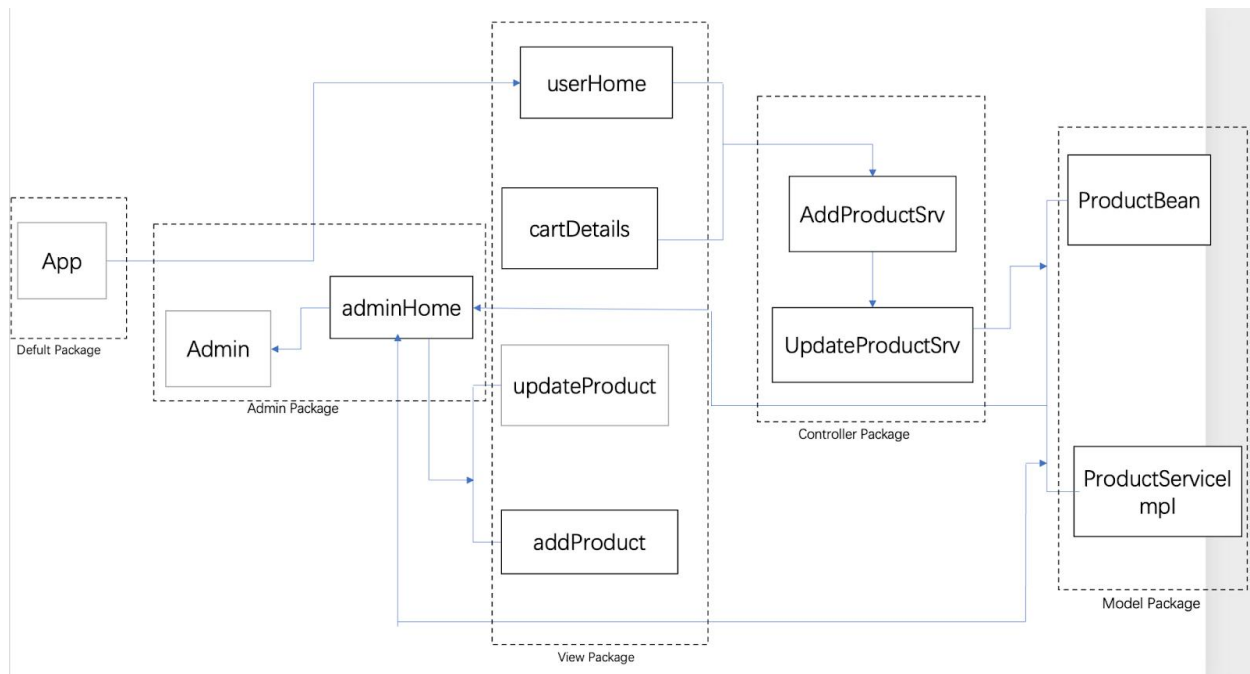 userHome
cartDetails
App
Defult Package
Admin
adminHome
Admin Package
updateProduct
addProduct
View Package
AddProductSrv
UpdateProductSrv
Controller Package
ProductBean
ProductServiceI
mpl
Model Package